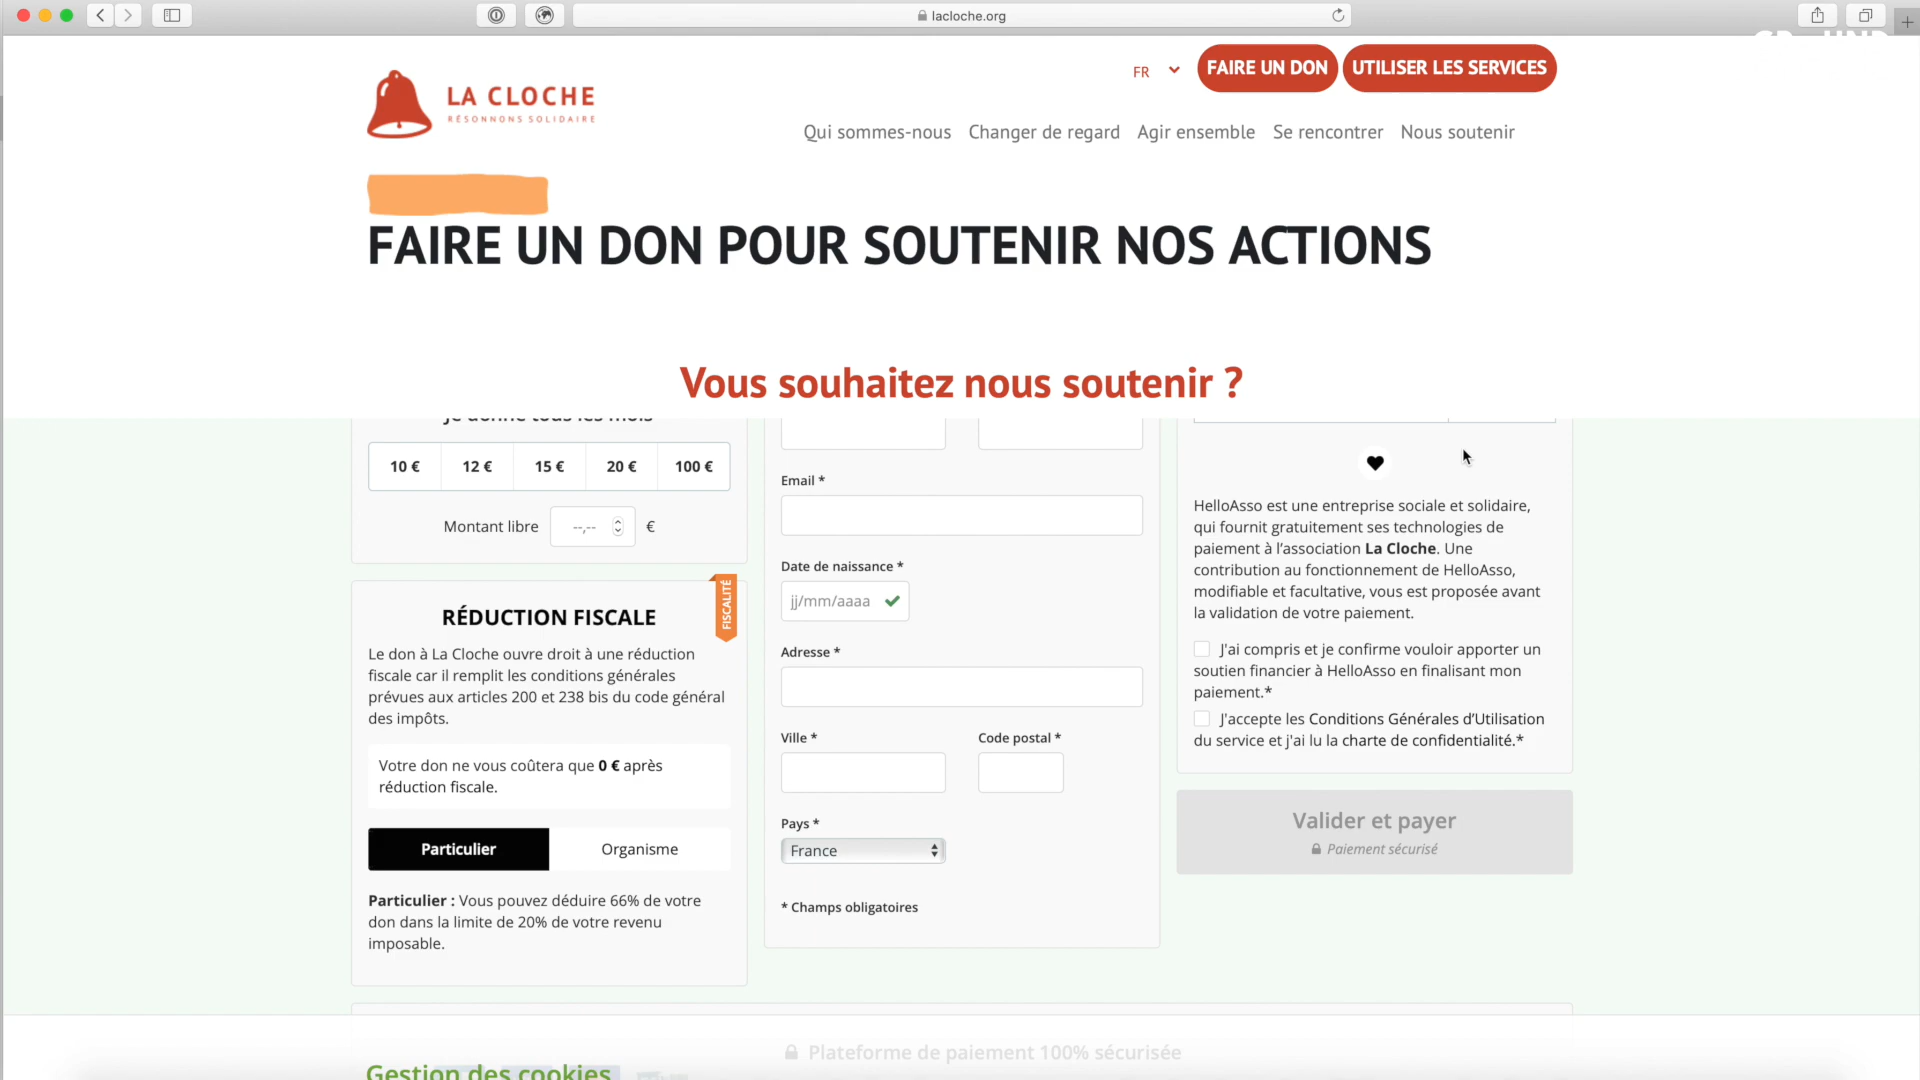 lacloche.org
FR
FAIRE UN DON
UTILISER LES SERVICES
LA CLOCHE
RÉSONNONS SOLIDAIRE
Qui sommes-nous
Changer de regard
Agir ensemble
Se rencontrer
Nous soutenir
FAIRE UN DON POUR SOUTENIR NOS ACTIONS
Vous souhaitez nous soutenir ?
Je donne tous les mois
10 €
12 €
15 €
20 €
100 €
Montant libre
--,--
€
FISCALITÉ
RÉDUCTION FISCALE
Le don à La Cloche ouvre droit à une réduction
fiscale car il remplit les conditions générales
prévues aux articles 200 et 238 bis du code général
des impôts.
Votre don ne vous coûtera que 0 € après
réduction fiscale.
Particulier
Organisme
Particulier : Vous pouvez déduire 66% de votre
don dans la limite de 20% de votre revenu
imposable.
Email *
Date de naissance *
jj/mm/aaaa
Adresse *
Ville *
Code postal *
Pays *
France
* Champs obligatoires
HelloAsso est une entreprise sociale et solidaire,
qui fournit gratuitement ses technologies de
paiement à l’association La Cloche. Une
contribution au fonctionnement de HelloAsso,
modifiable et facultative, vous est proposée avant
la validation de votre paiement.
J'ai compris et je confirme vouloir apporter un
soutien financier à HelloAsso en finalisant mon
paiement.*
J'accepte les Conditions Générales d’Utilisation
du service et j'ai lu la charte de confidentialité.*
Valider et payer
Paiement sécurisé
Plateforme de paiement 100% sécurisée
Gestion des cookies